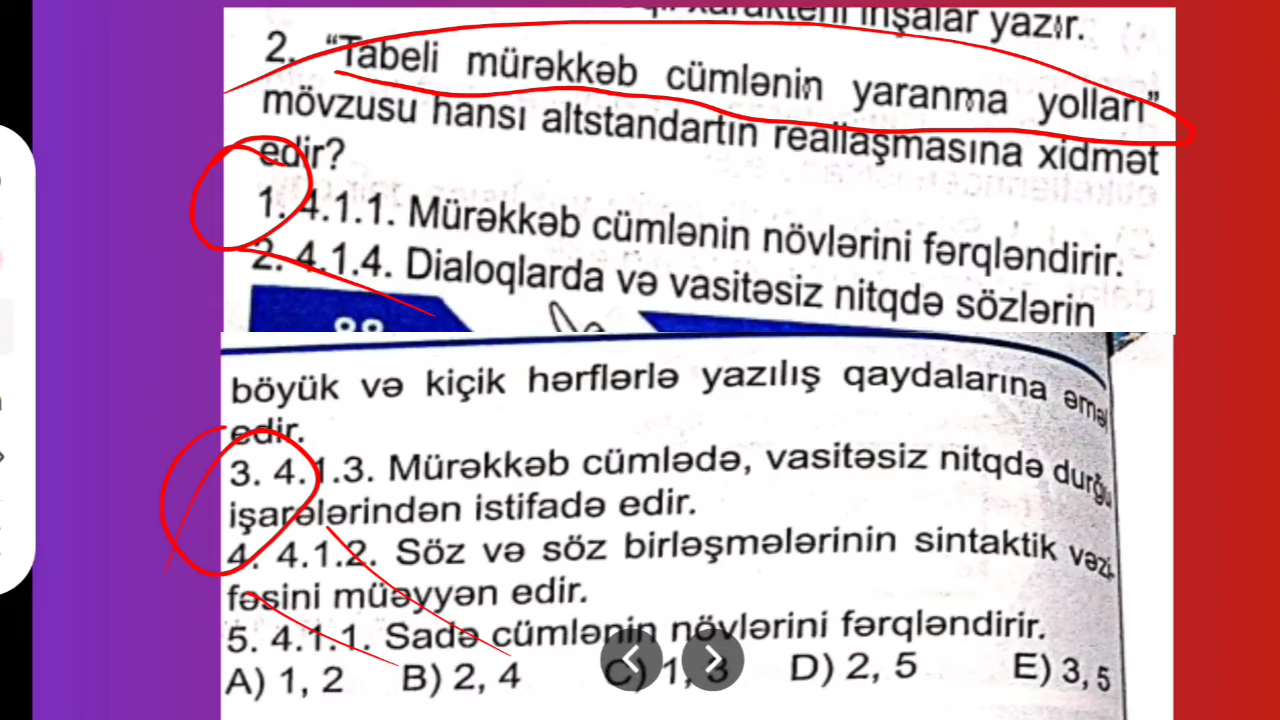 xarakterli inşalar yazır.
2. “Tabeli mürəkkəb cümlənin yaranma yolları”
mövzusu hansı altstandartın reallaşmasına xidmət
edir?
1. 4.1.1. Mürəkkəb cümlənin növlərini fərqləndirir.
2. 4.1.4. Dialoqlarda və vasitəsiz nitqdə sözlərin
böyük və kiçik hərflərlə yazılış qaydalarına əməl
edir.
3. 4.1.3. Mürəkkəb cümlədə, vasitəsiz nitqdə durğu
işarələrindən istifadə edir.
4. 4.1.2. Söz və söz birləşmələrinin sintaktik vəzi-
fəsini müəyyən edir.
5. 4.1.1. Sadə cümlənin növlərini fərqləndirir.
A) 1, 2 B) 2, 4 C) 1, 3 D) 2, 5 E) 3, 5